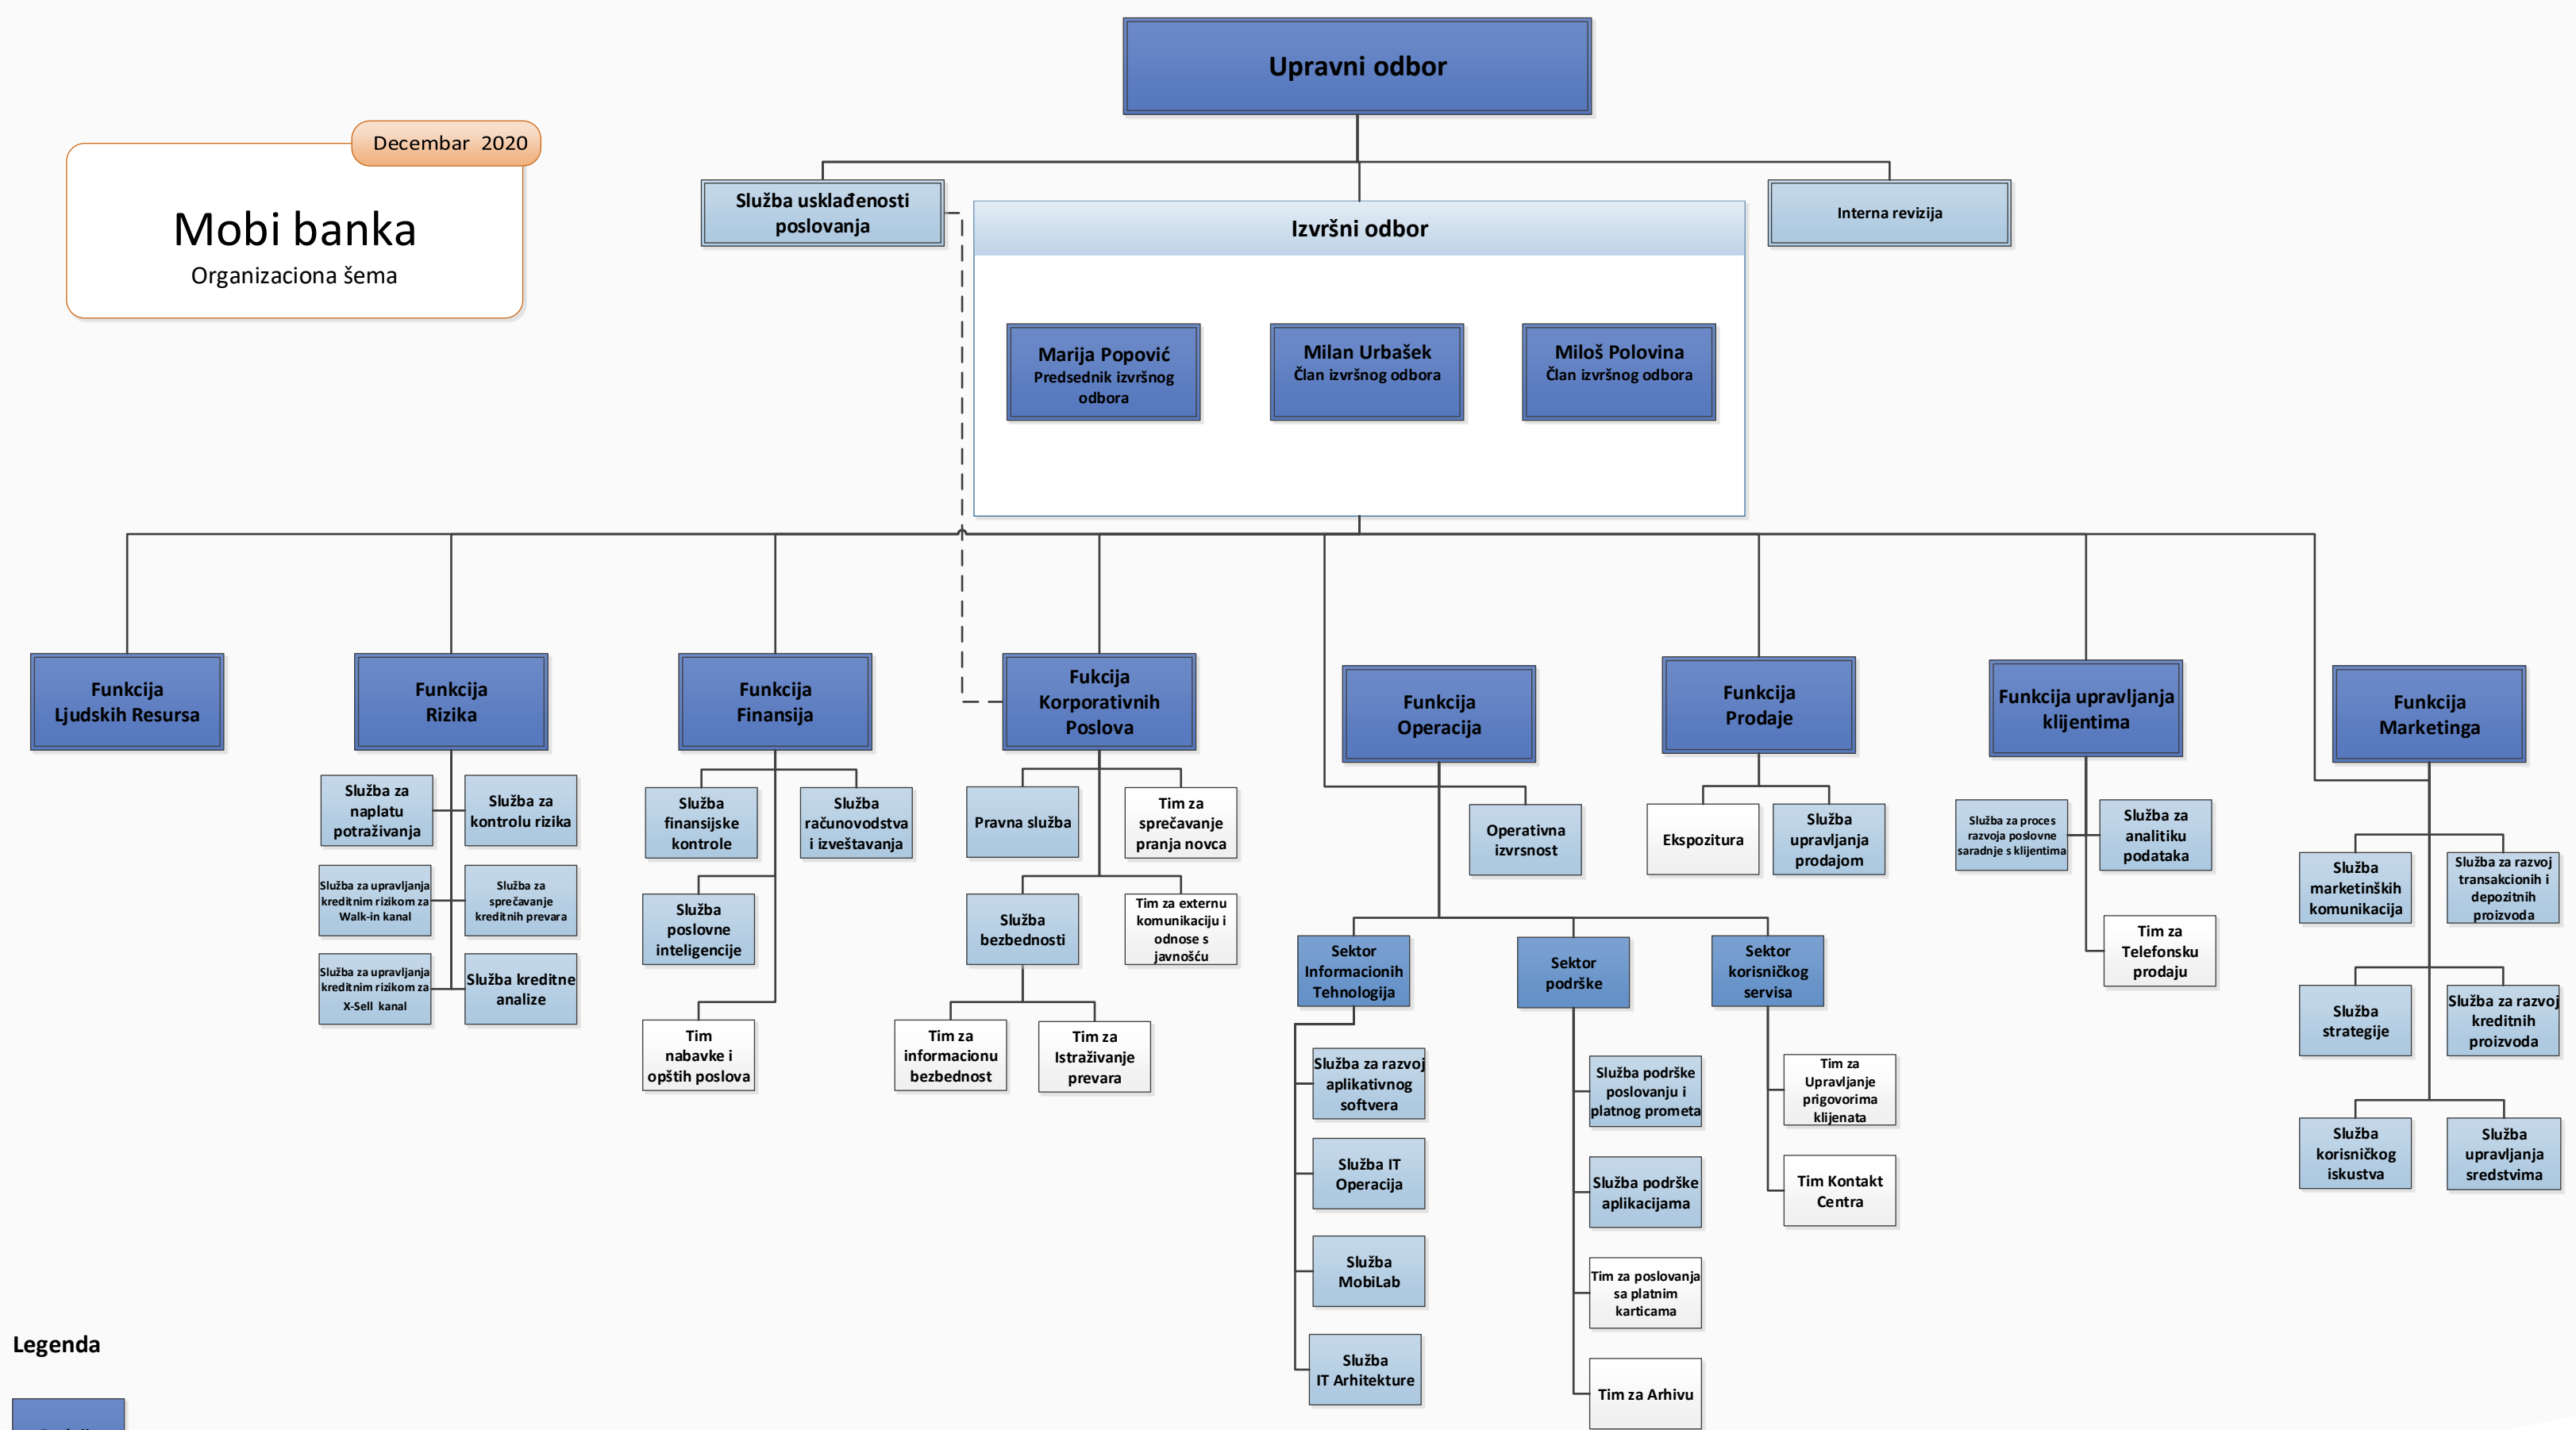 Upravni odbor
Decembar  2020
Mobi banka
Organizaciona šema
Služba usklađenosti
poslovanja
Izvršni odbor
Interna revizija
Marija Popović
Predsednik izvršnog
odbora
Milan Urbašek
Član izvršnog odbora
Miloš Polovina
Član izvršnog odbora
Funkcija
Ljudskih Resursa
Funkcija
Rizika
Funkcija
Finansija
Fukcija
Korporativnih
Poslova
Funkcija
Operacija
Funkcija
Prodaje
Funkcija upravljanja
klijentima
Funkcija
Marketinga
Služba za
naplatu
potraživanja
Služba za
kontrolu rizika
Služba za upravljanja
kreditnim rizikom za
Walk-in kanal
Služba za
sprečavanje
kreditnih prevara
Služba za upravljanja
kreditnim rizikom za
X-Sell  kanal
Služba kreditne
analize
Služba
finansijske
kontrole
Služba
računovodstva
i izveštavanja
Služba
poslovne
inteligencije
Tim
nabavke i
opštih poslova
Pravna služba
Tim za
sprečavanje
pranja novca
Služba
bezbednosti
Tim za externu
komunikaciju i
odnose s
javnošću
Tim za
informacionu
bezbednost
Tim za
Istraživanje
prevara
Operativna
izvrsnost
Sektor
Informacionih
Tehnologija
Sektor
podrške
Sektor
korisničkog
servisa
Služba za razvoj
aplikativnog
softvera
Služba IT
Operacija
Služba
MobiLab
Služba
IT Arhitekture
Služba podrške
poslovanju i
platnog prometa
Služba podrške
aplikacijama
Tim za poslovanja
sa platnim
karticama
Tim za Arhivu
Tim za
Upravljanje
prigovorima
klijenata
Tim Kontakt
Centra
Ekspozitura
Služba
upravljanja
prodajom
Služba za proces
razvoja poslovne
saradnje s klijentima
Služba za
analitiku
podataka
Tim za
Telefonsku
prodaju
Služba
marketinških
komunikacija
Služba za razvoj
transakcionih i
depozitnih
proizvoda
Služba
strategije
Služba za razvoj
kreditnih
proizvoda
Služba
korisničkog
iskustva
Služba
upravljanja
sredstvima
Legenda